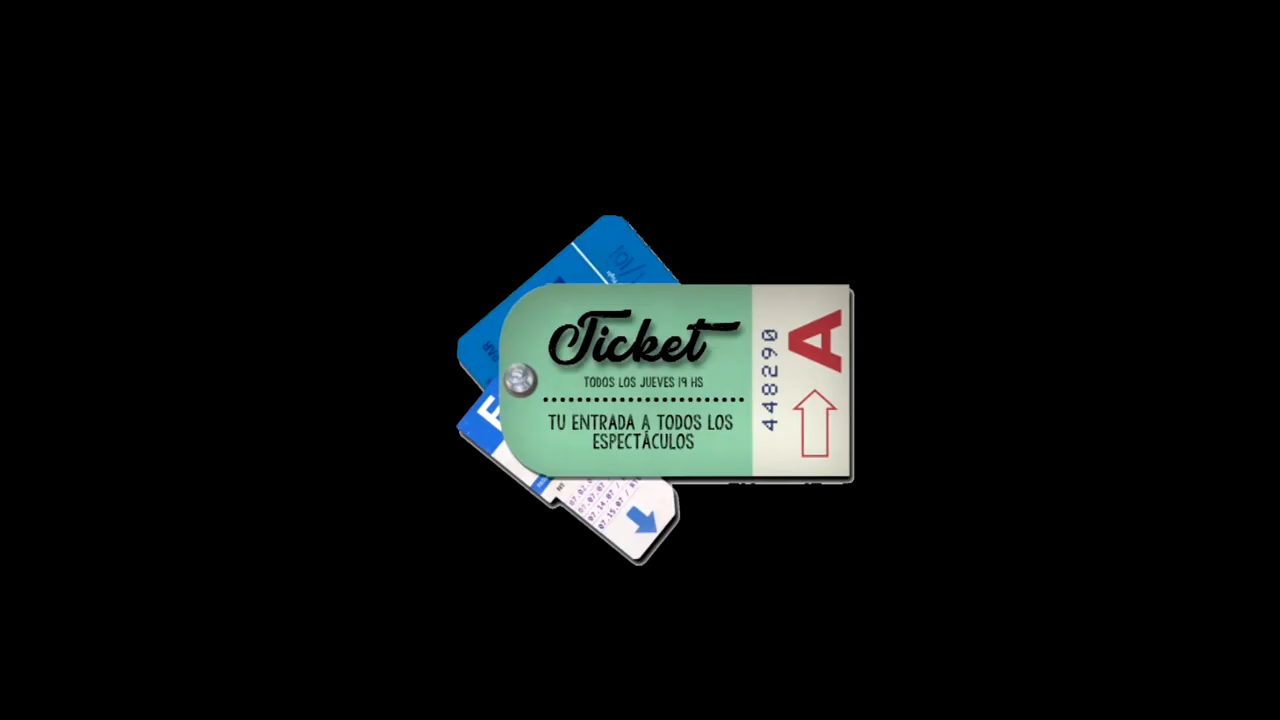 Ticket
TODOS LOS JUEVES 19 HS
TU ENTRADA A TODOS LOS
ESPECTÁCULOS
448290
A